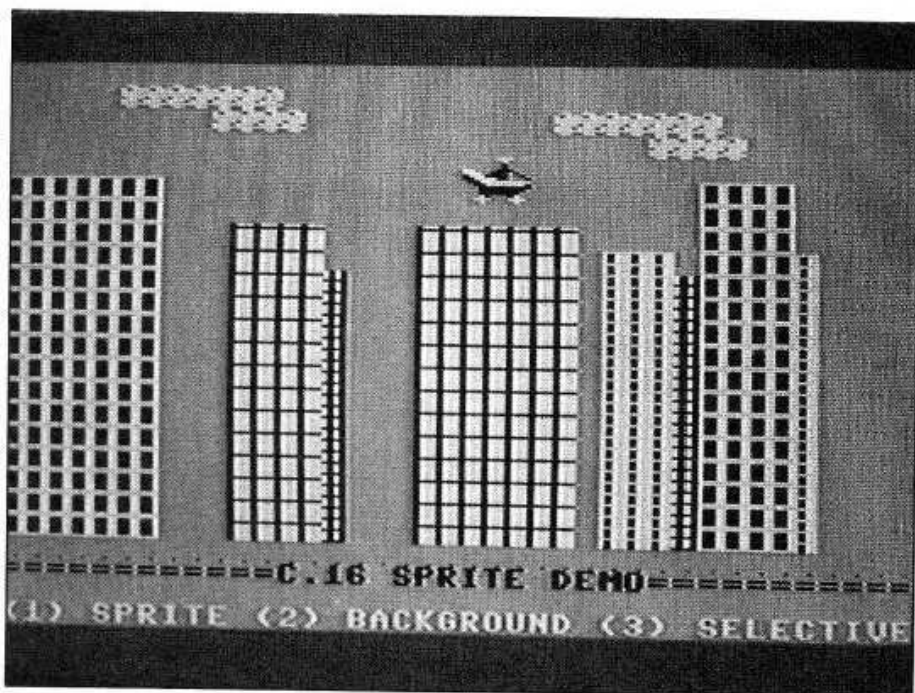 ==========C.16 SPRITE DEMO==========
(1) SPRITE (2) BACKGROUND (3) SELECTIVE